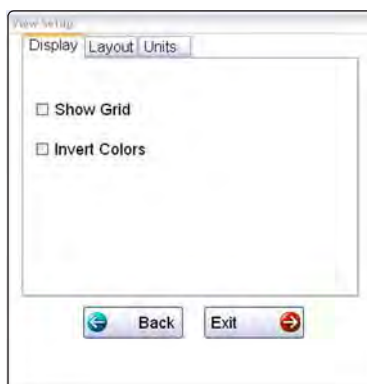 View Setup
Display Layout Units
Show Grid
Invert Colors
Back Exit